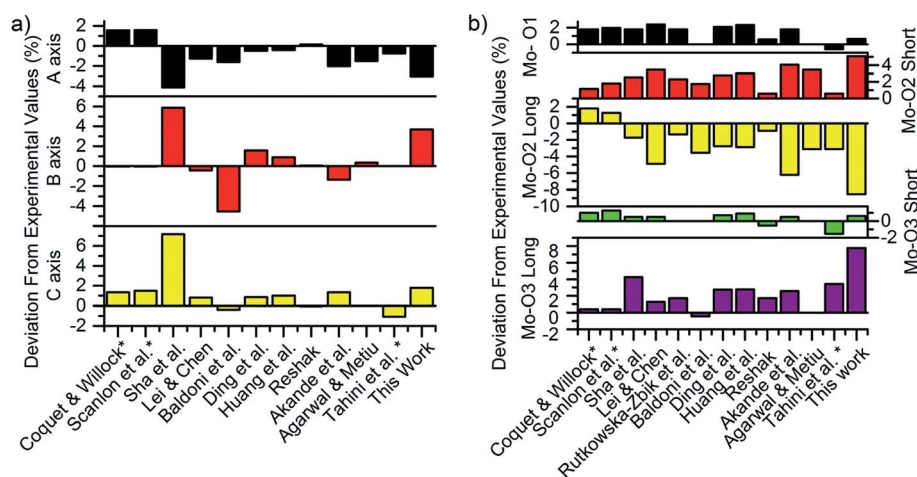 a)
Deviation From Experimental Values (%)
A axis
2
0
-2
-4
B axis
6
4
2
0
-2
-4
C axis
6
4
2
0
-2
Coquet & Willock*
Scanlon et al.*
Sha et al.
Lei & Chen
Baldoni et al.
Ding et al.
Huang et al.
Reshak
Akande et al.
Agarwal & Metiu
Tahini et al.*
This Work
b)
Deviation From Experimental Values (%)
Mo- O1
2
0
Mo-O2 Short
4
2
0
Mo-O2 Long
2
0
-2
-4
-6
-8
-10
Mo-O3 Short
0
-2
Mo-O3 Long
8
6
4
2
0
-2
Coquet & Willock*
Scanlon et al.*
Sha et al.
Lei & Chen
Rutkowska-Zbik et al.
Baldoni et al.
Ding et al.
Huang et al.
Reshak
Akande et al.
Agarwal & Metiu
Tahini et al.*
This work